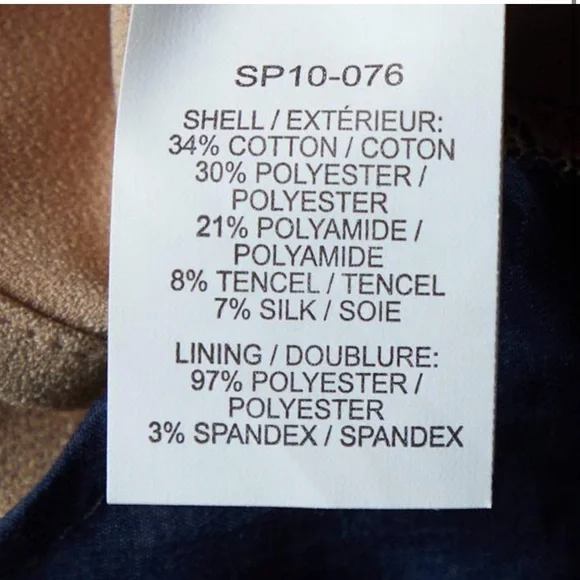 SP10-076
SHELL / EXTÉRIEUR:
34% COTTON / COTON
30% POLYESTER /
POLYESTER
21% POLYAMIDE /
POLYAMIDE
8% TENCEL / TENCEL
7% SILK / SOIE
LINING / DOUBLURE:
97% POLYESTER /
POLYESTER
3% SPANDEX / SPANDEX